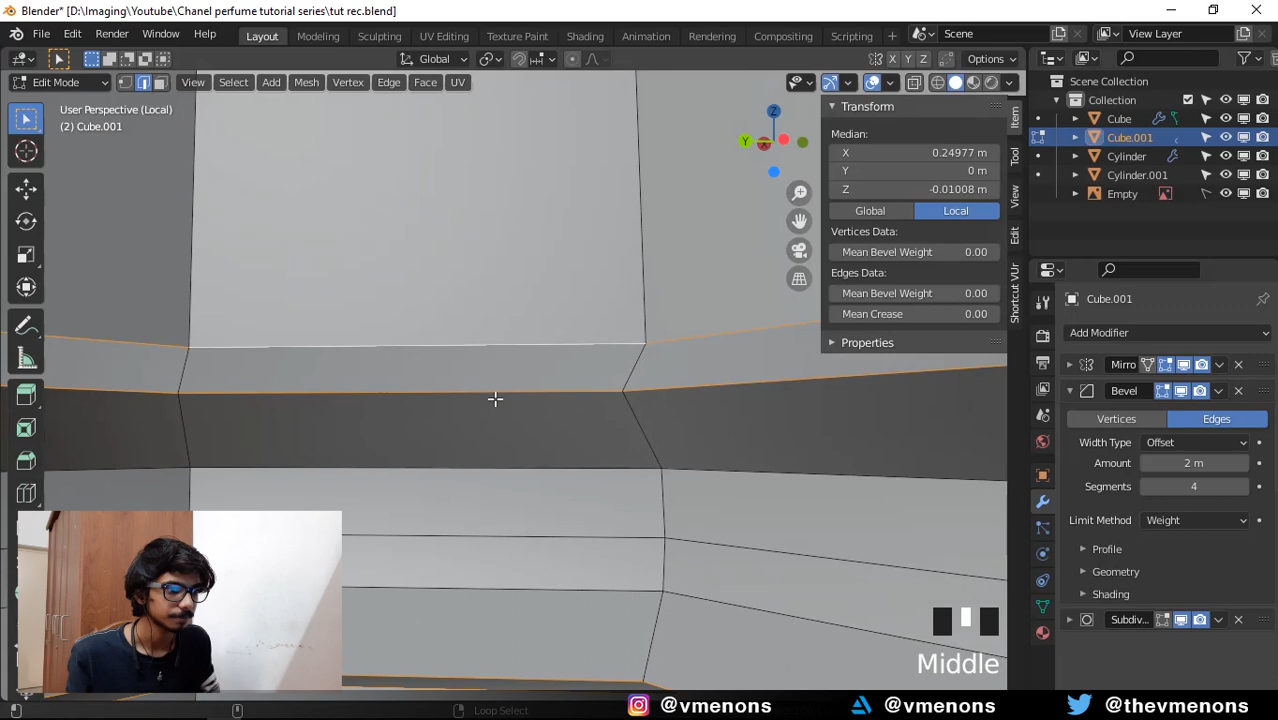 Blender* [D:\Imaging\Youtube\Chanel perfume tutorial series\tut rec.blend]
File Edit Render Window Help Layout Modeling Sculpting UV Editing Texture Paint Shading Animation Rendering Compositing Scripting Scene View Layer
Global Options
Edit Mode View Select Add Mesh Vertex Edge Face UV
User Perspective (Local)
(2) Cube.001
X Y Z
Z
Y
X
Transform
Median:
X 0.24977 m
Y 0 m
Z -0.01008 m
Global Local
Vertices Data:
Mean Bevel Weight 0.00
Edges Data:
Mean Bevel Weight 0.00
Mean Crease 0.00
Properties
Item
Tool
View
Edit
Shortcut VUr
Scene Collection
Collection
Cube
Cube.001
Cylinder
Cylinder.001
Empty
Cube.001
Add Modifier
Mirro
Bevel
Vertices Edges
Width Type Offset
Amount 2 m
Segments 4
Limit Method Weight
Profile
Geometry
Shading
Subdiv...
Middle
Loop Select
@vmenons @vmenons @thevmenons